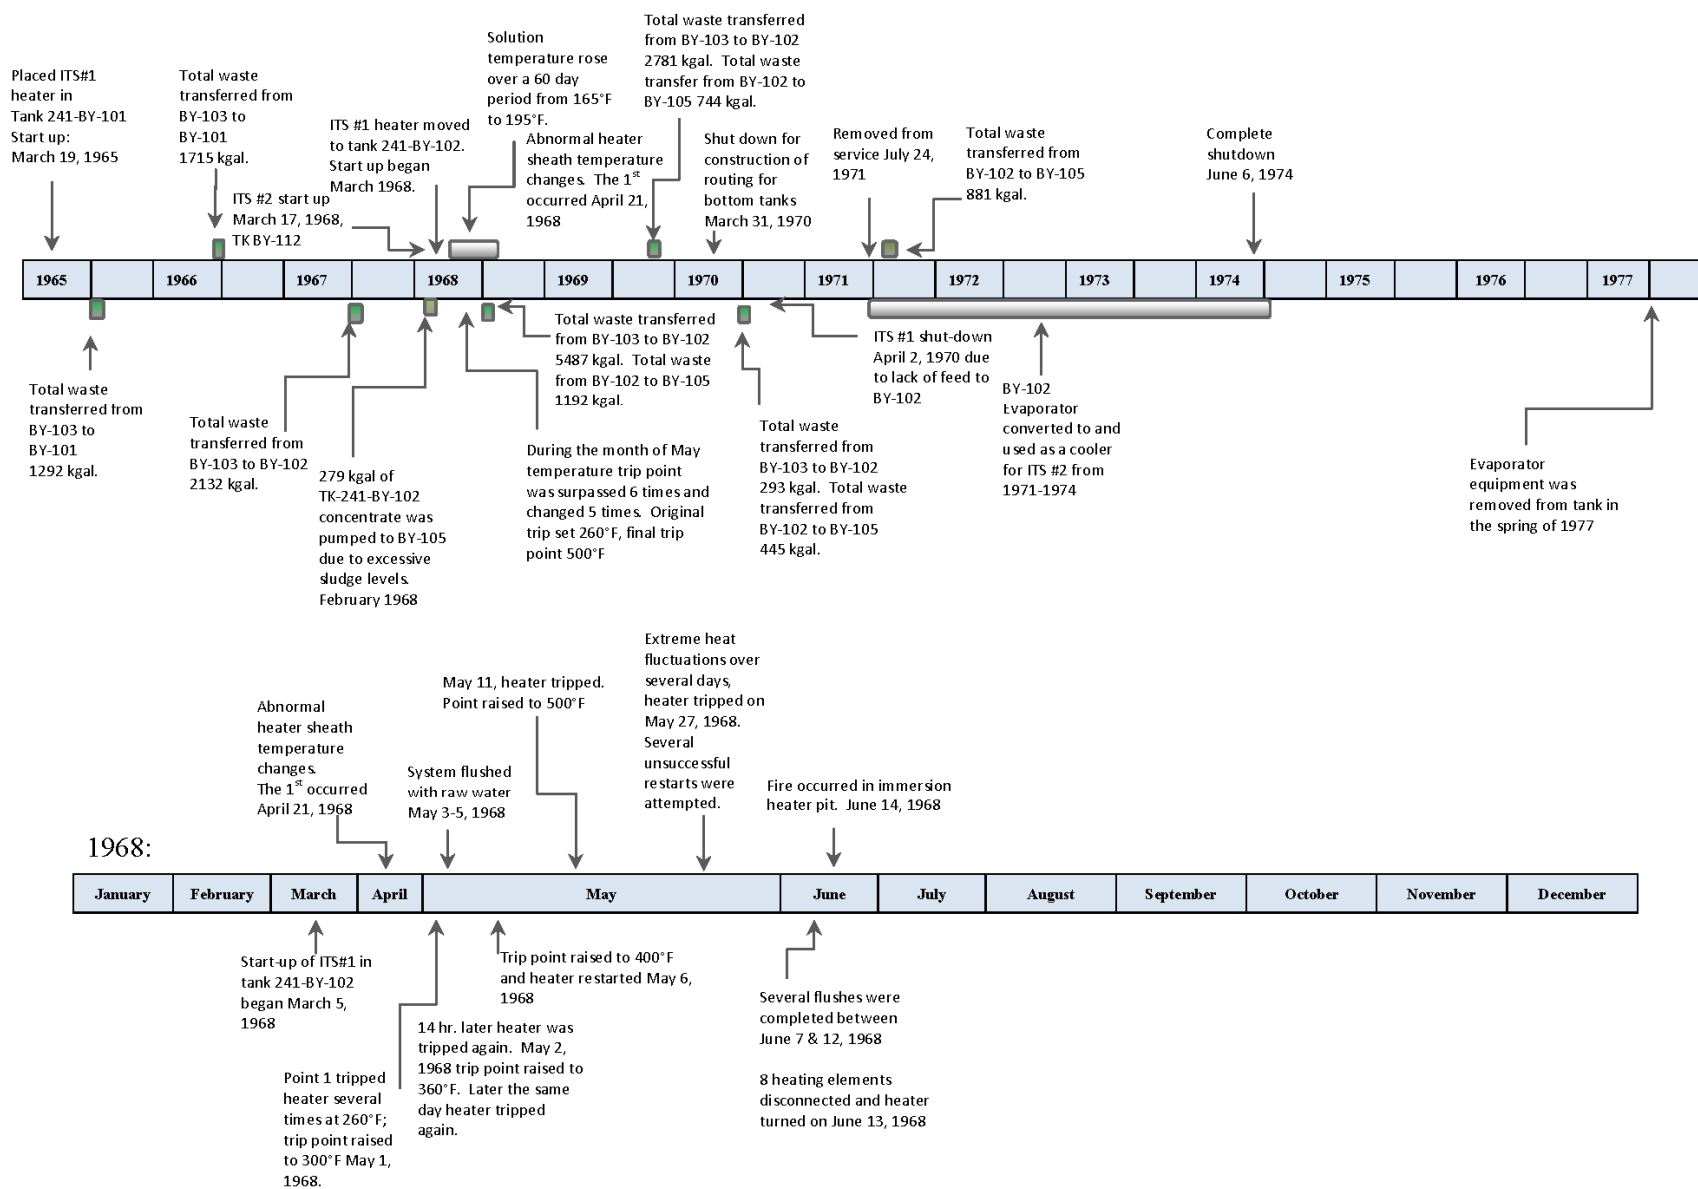 Placed ITS#1
heater in
Tank 241-BY-101
Start up:
March 19, 1965
Total waste
transferred from
BY-103 to
BY-101
1715 kgal.
ITS #2 start up
March 17, 1968,
TK BY-112
ITS #1 heater moved
to tank 241-BY-102.
Start up began
March 1968.
Solution
temperature rose
over a 60 day
period from 165°F
to 195°F.
Abnormal heater
sheath temperature
changes. The 1st
occurred April 21,
1968
Total waste transferred
from BY-103 to BY-102
2781 kgal. Total waste
transfer from BY-102 to
BY-105 744 kgal.
Shut down for
construction of
routing for
bottom tanks
March 31, 1970
Removed from
service July 24,
1971
Total waste
transferred from
BY-102 to BY-105
881 kgal.
Complete
shutdown
June 6, 1974
1965 1966 1967 1968 1969 1970 1971 1972 1973 1974 1975 1976 1977
Total waste
transferred from
BY-103 to
BY-101
1292 kgal.
Total waste
transferred from
BY-103 to BY-102
2132 kgal.
279 kgal of
TK-241-BY-102
concentrate was
pumped to BY-105
due to excessive
sludge levels.
February 1968
Total waste transferred
from BY-103 to BY-102
5487 kgal. Total waste
from BY-102 to BY-105
1192 kgal.
During the month of May
temperature trip point
was surpassed 6 times and
changed 5 times. Original
trip set 260°F, final trip
point 500°F
Total waste
transferred from
BY-103 to BY-102
293 kgal. Total waste
transferred from
BY-102 to BY-105
445 kgal.
ITS #1 shut-down
April 2, 1970 due
to lack of feed to
BY-102
BY-102
Evaporator
converted to and
used as a cooler
for ITS #2 from
1971-1974
Evaporator
equipment was
removed from tank in
the spring of 1977
1968:
Abnormal
heater sheath
temperature
changes.
The 1st occurred
April 21, 1968
System flushed
with raw water
May 3-5, 1968
May 11, heater tripped.
Point raised to 500°F
Extreme heat
fluctuations over
several days,
heater tripped on
May 27, 1968.
Several
unsuccessful
restarts were
attempted.
Fire occurred in immersion
heater pit. June 14, 1968
January February March April May June July August September October November December
Start-up of ITS#1 in
tank 241-BY-102
began March 5,
1968
Point 1 tripped
heater several
times at 260°F;
trip point raised
to 300°F May 1,
1968.
14 hr. later heater was
tripped again. May 2,
1968 trip point raised to
360°F. Later the same
day heater tripped
again.
Trip point raised to 400°F
and heater restarted May 6,
1968
Several flushes were
completed between
June 7 & 12, 1968
8 heating elements
disconnected and heater
turned on June 13, 1968